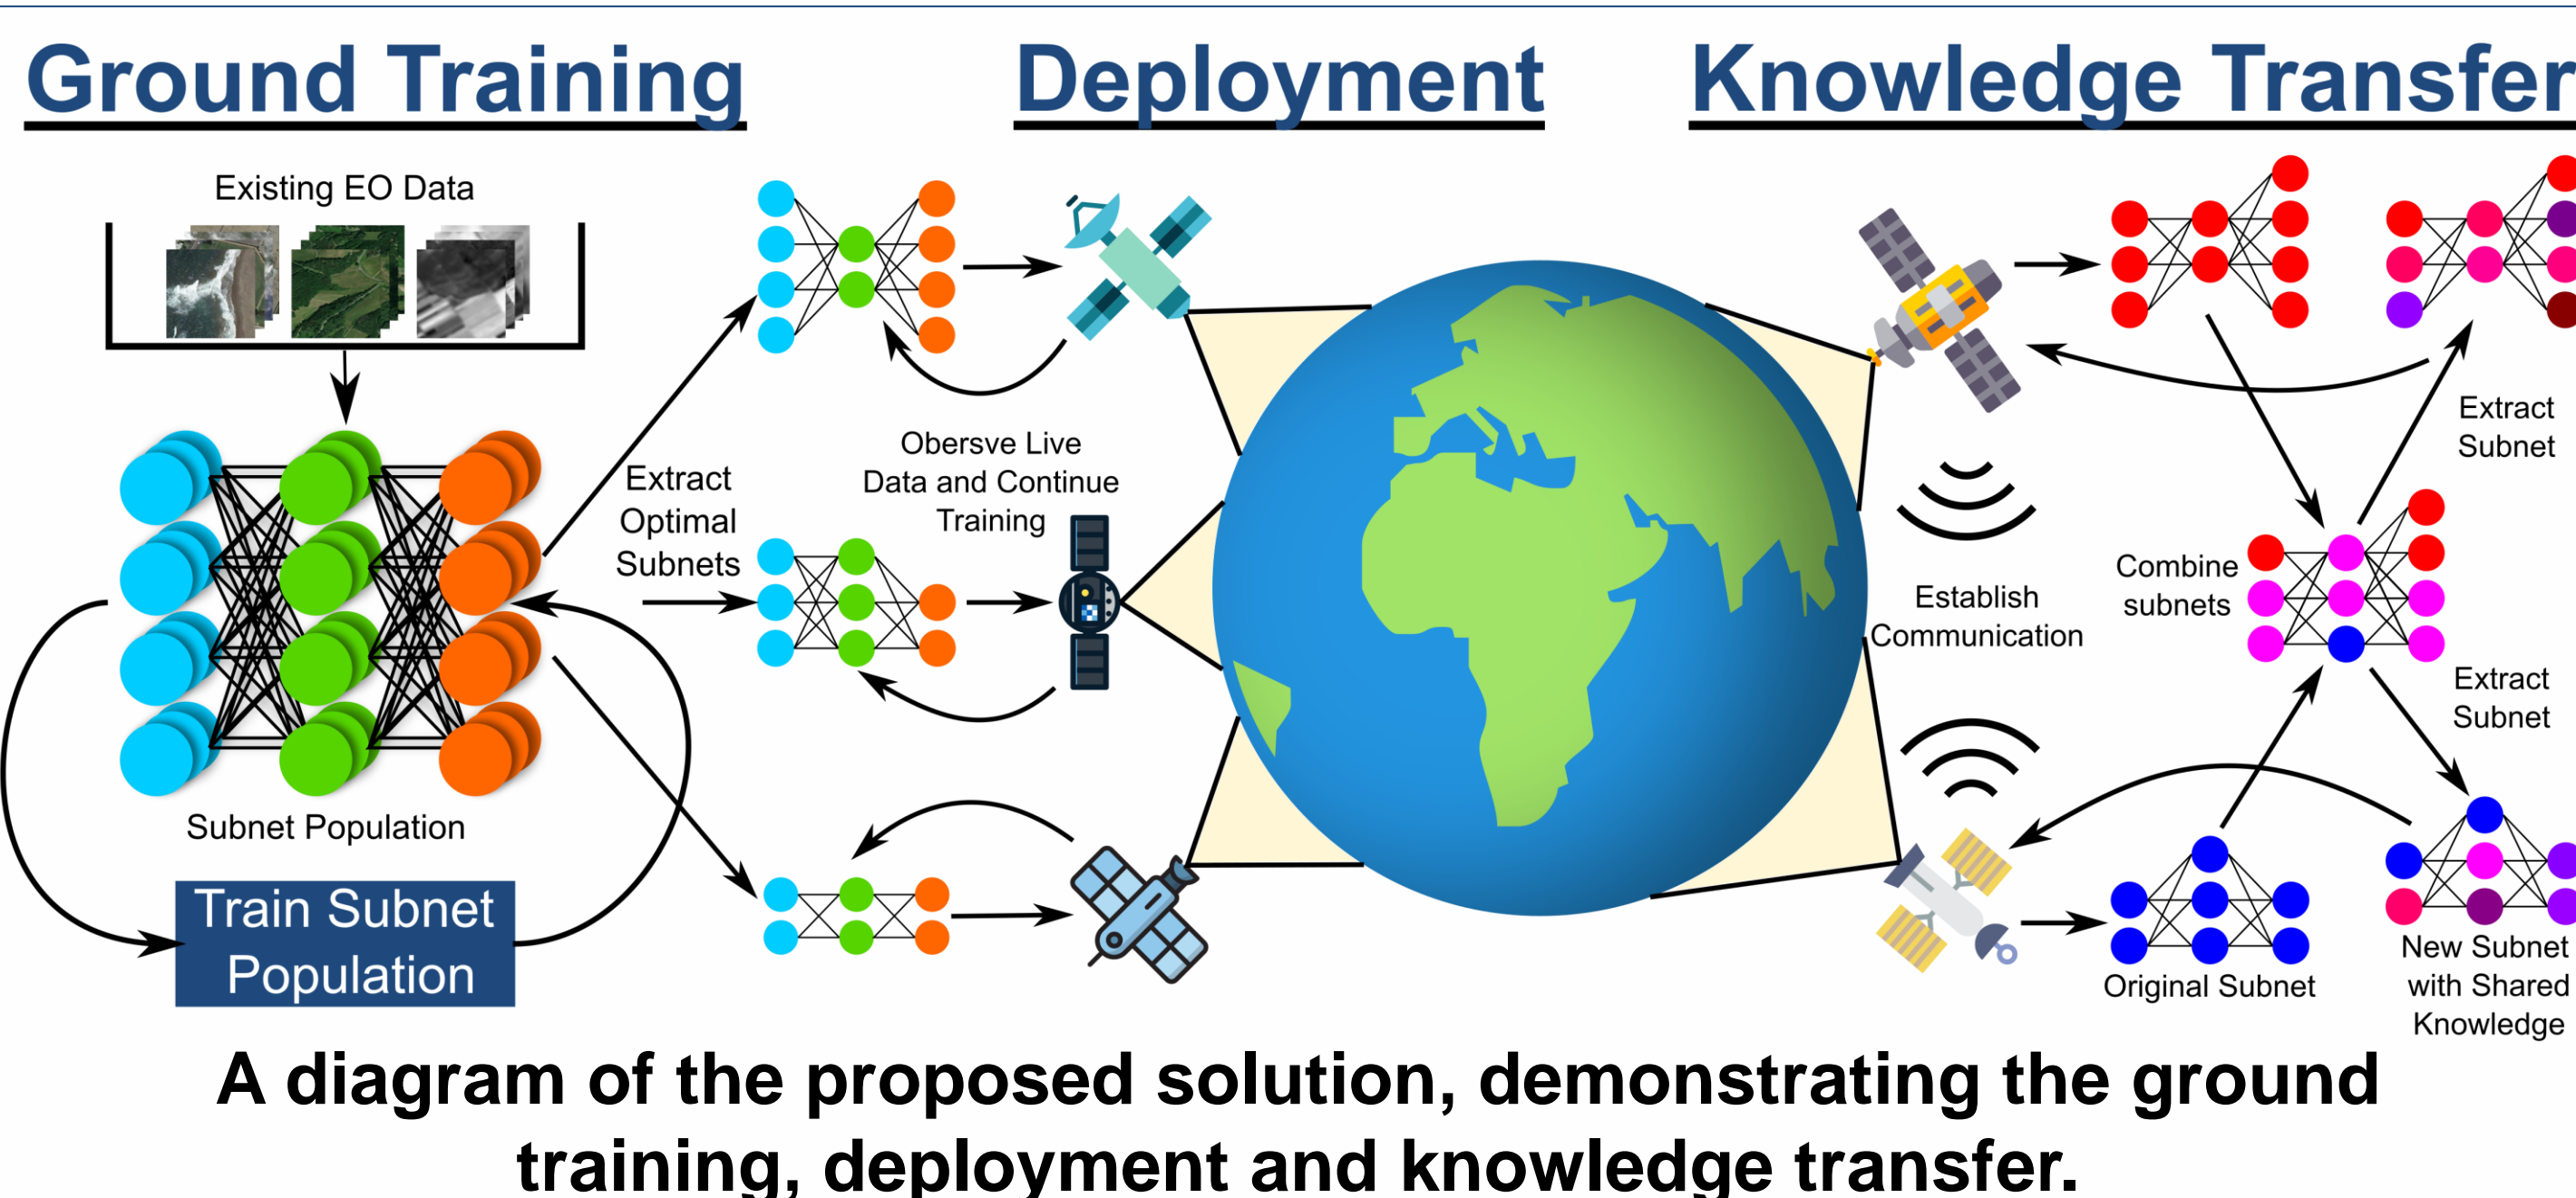 Ground Training
Deployment
Knowledge Transfer
Existing EO Data
Subnet Population
Train Subnet
Population
Extract
Optimal
Subnets
Obersve Live
Data and Continue
Training
Establish
Communication
Combine
subnets
Extract
Subnet
Extract
Subnet
Original Subnet
New Subnet
with Shared
Knowledge
A diagram of the proposed solution, demonstrating the ground
training, deployment and knowledge transfer.